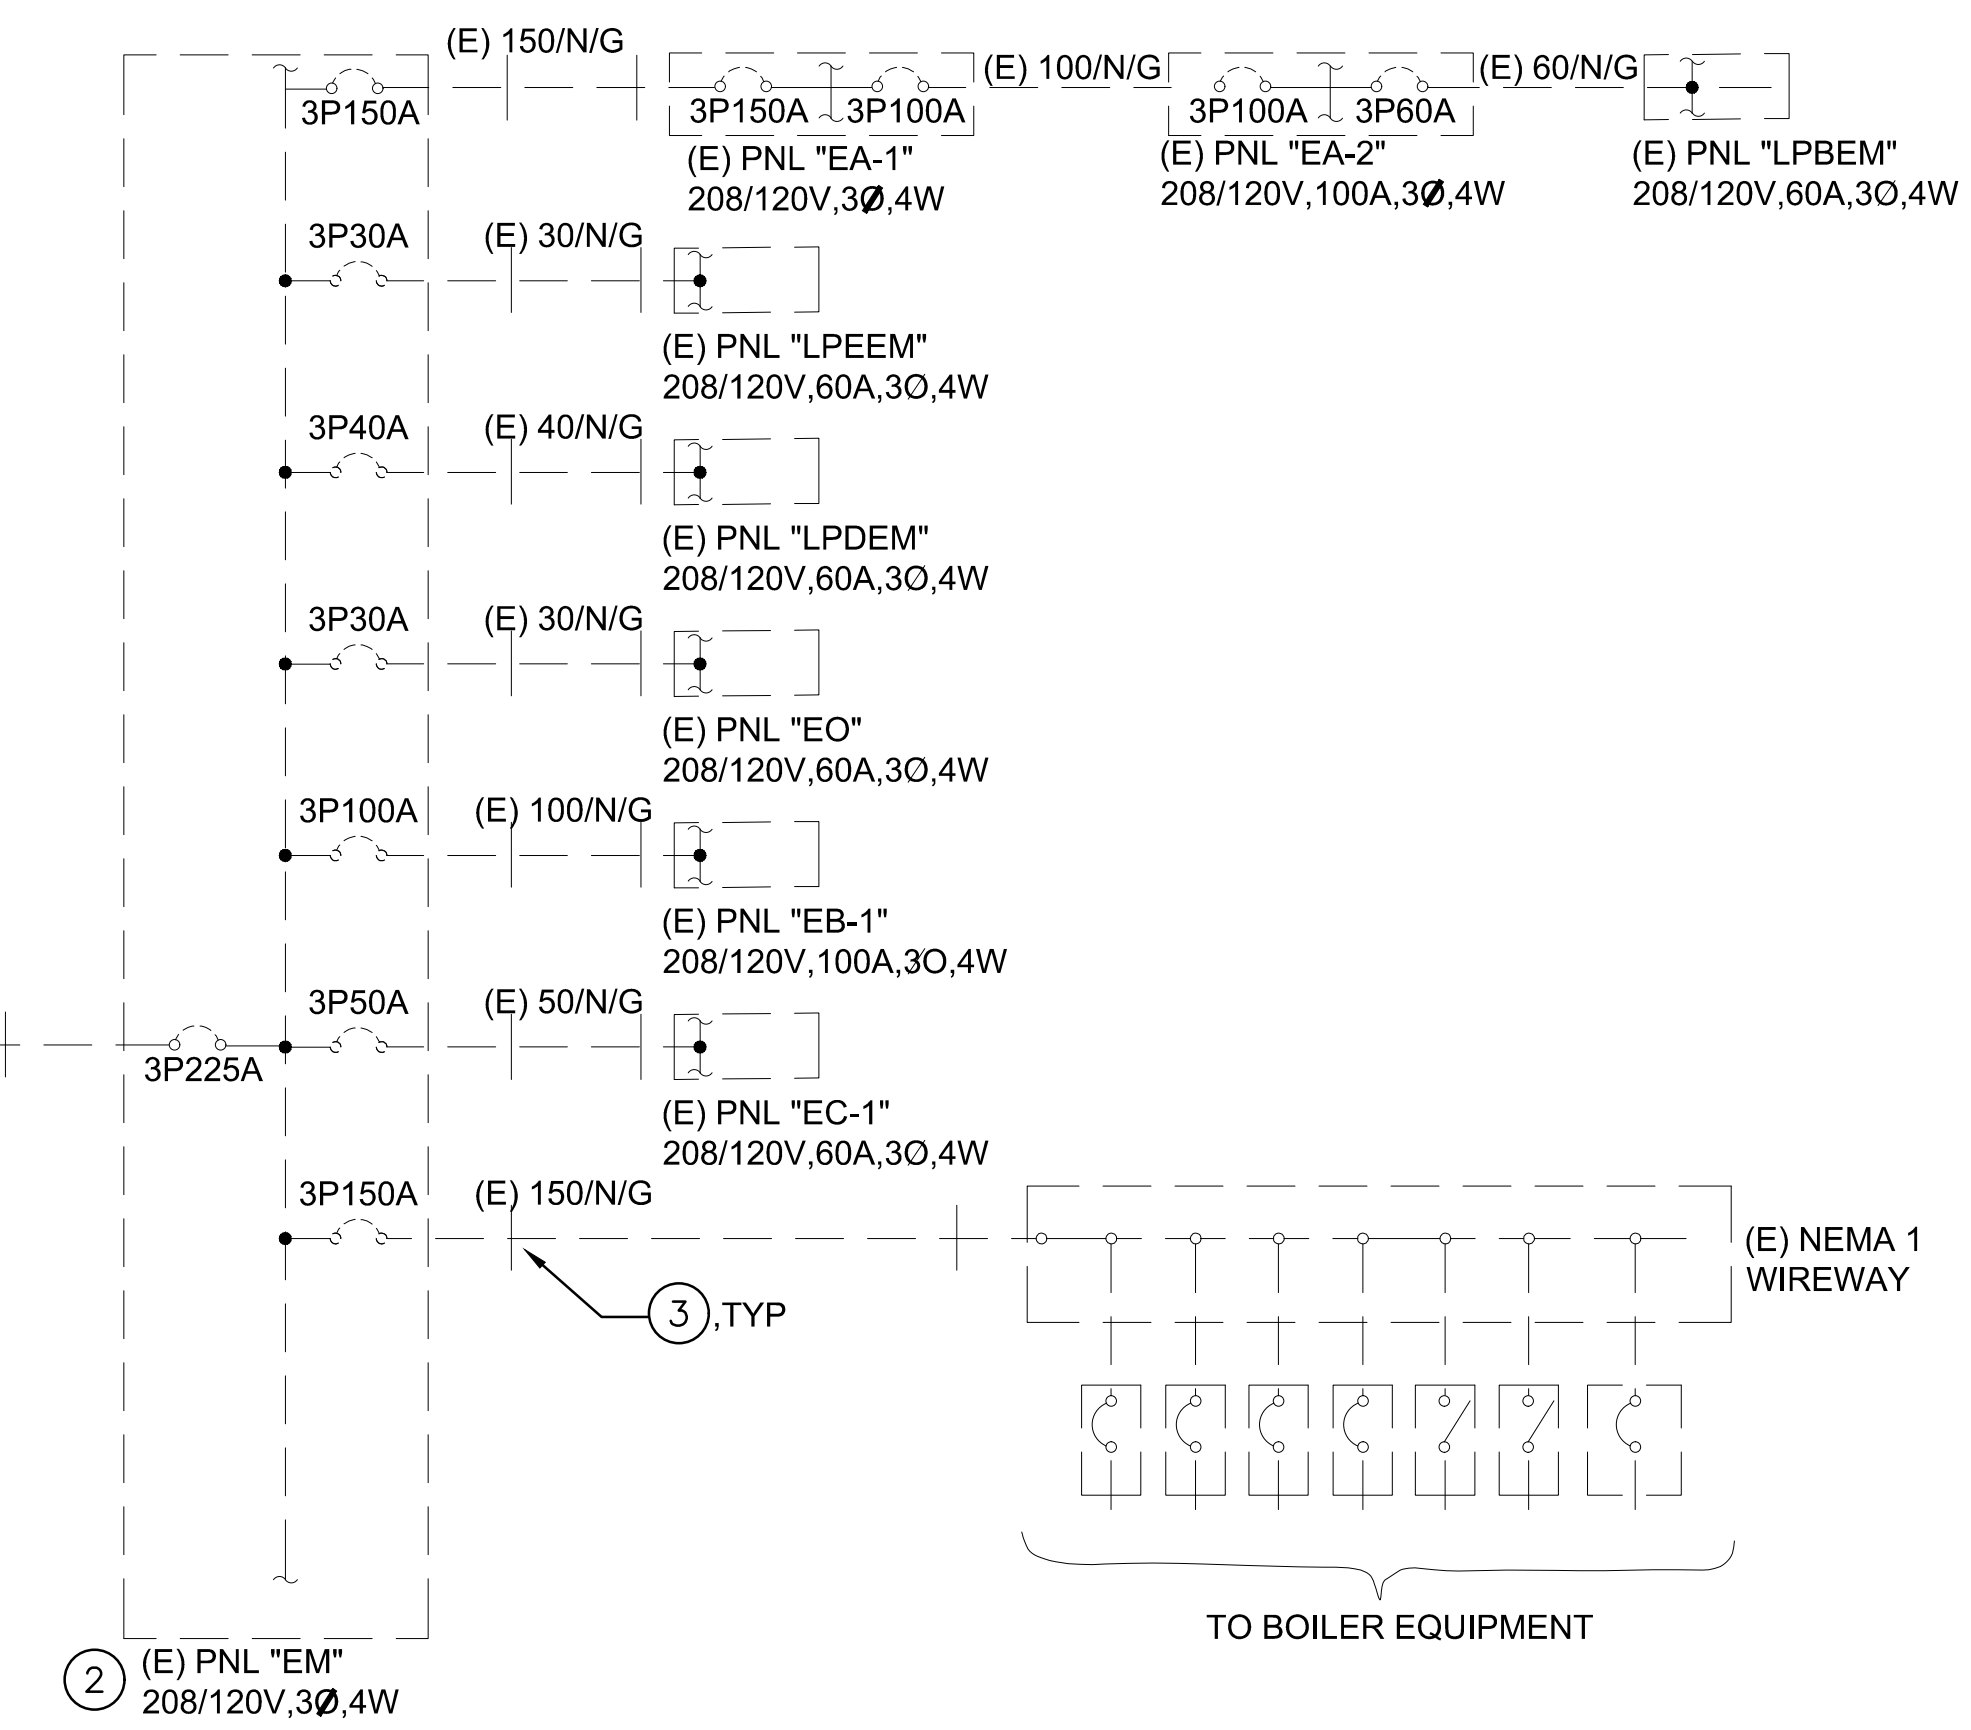 (E) 150/N/G
3P150A
3P150A
3P100A
(E) PNL "EA-1"
208/120V,3Ø,4W
(E) 100/N/G
3P100A
3P60A
(E) PNL "EA-2"
208/120V,100A,3Ø,4W
(E) 60/N/G
(E) PNL "LPBEM"
208/120V,60A,3Ø,4W
3P30A
(E) 30/N/G
(E) PNL "LPEEM"
208/120V,60A,3Ø,4W
3P40A
(E) 40/N/G
(E) PNL "LPDEM"
208/120V,60A,3Ø,4W
3P30A
(E) 30/N/G
(E) PNL "EO"
208/120V,60A,3Ø,4W
3P100A
(E) 100/N/G
(E) PNL "EB-1"
208/120V,100A,3O,4W
3P225A
3P50A
(E) 50/N/G
(E) PNL "EC-1"
208/120V,60A,3Ø,4W
3P150A
(E) 150/N/G
3 ,TYP
(E) NEMA 1
WIREWAY
TO BOILER EQUIPMENT
2
(E) PNL "EM"
208/120V,3Ø,4W